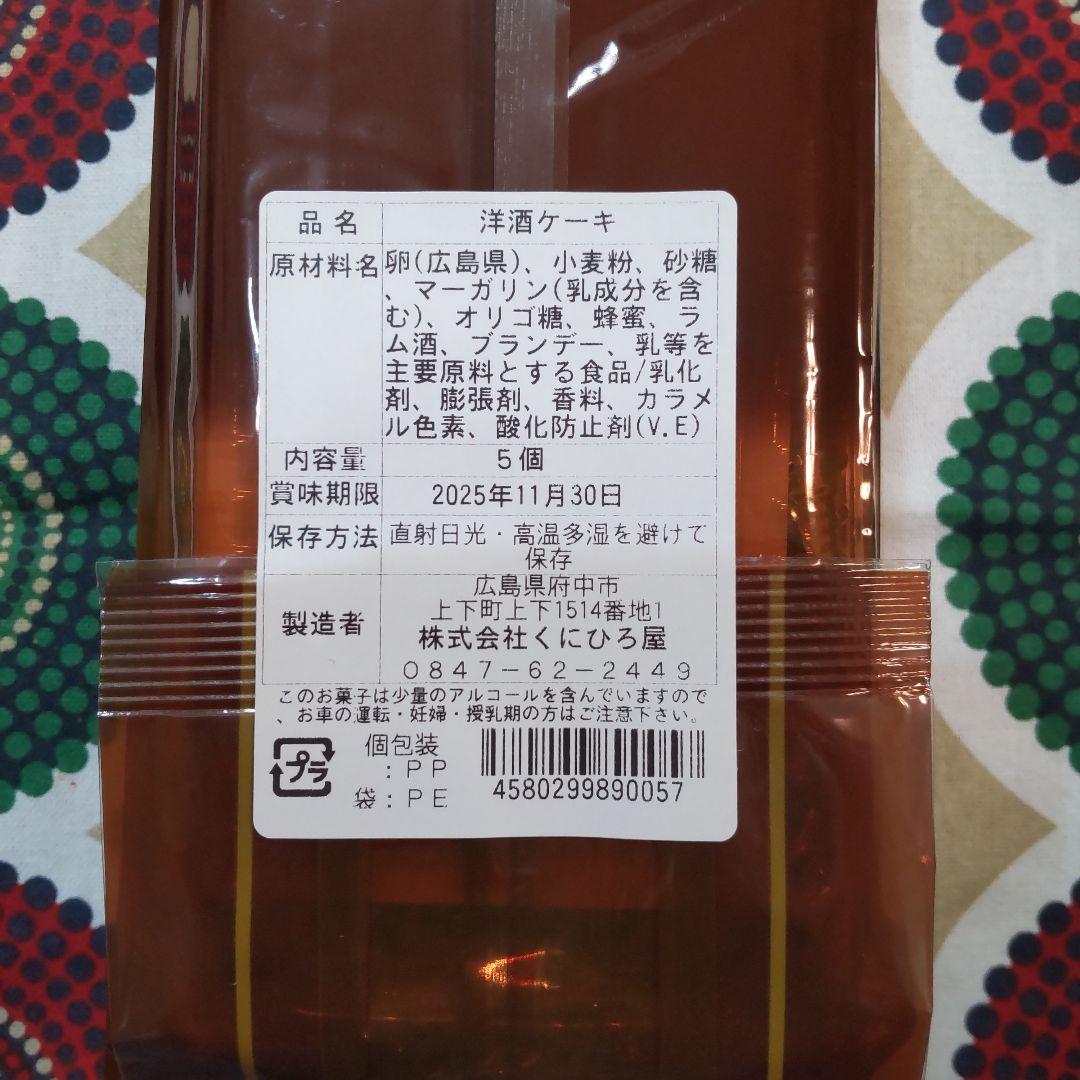 品名 洋酒ケーキ
原材料名 卵(広島県)、小麦粉、砂糖
、マーガリン(乳成分を含
む)、オリゴ糖、蜂蜜、ラ
ム酒、ブランデー、乳等を
主要原料とする食品/乳化
剤、膨張剤、香料、カラメ
ル色素、酸化防止剤(V.E)
内容量 5個
賞味期限 2025年11月30日
保存方法 直射日光・高温多湿を避けて
保存
製造者 広島県府中市
上下町上下1514番地1
株式会社くにひろ屋
0847-62-2449
このお菓子は少量のアルコールを含んでいますので
、お車の運転・妊婦・授乳期の方はご注意下さい。
プラ
個包装
:PP
袋:PE
4580299890057